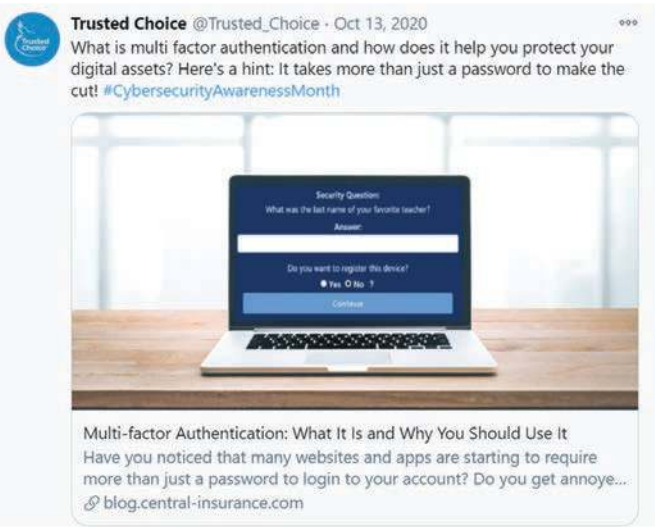 Trusted Choice @Trusted_Choice · Oct 13, 2020
Trusted
Choice
What is multi factor authentication and how does it help you protect your
digital assets? Here's a hint: It takes more than just a password to make the
cut! #CybersecurityAwarenessMonth
Security Question:
What was the last name of your favorite teacher?
Answer:
Do you want to register this device?
Yes No ?
Continue
Multi-factor Authentication: What It Is and Why You Should Use It
Have you noticed that many websites and apps are starting to require
more than just a password to login to your account? Do you get annoye...
blog.central-insurance.com